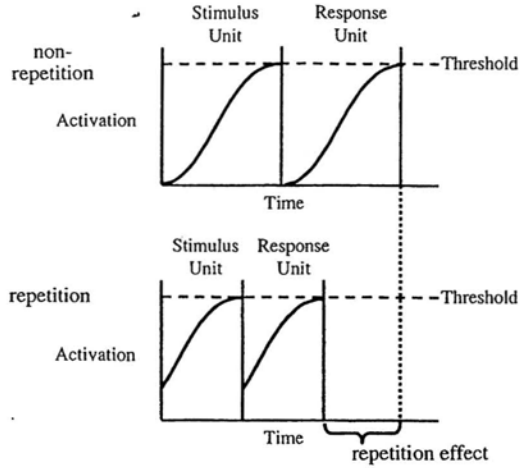 Stimulus Unit
Response Unit
non-repetition
Threshold
Activation
Time
Stimulus Unit
Response Unit
repetition
Threshold
Activation
Time
repetition effect